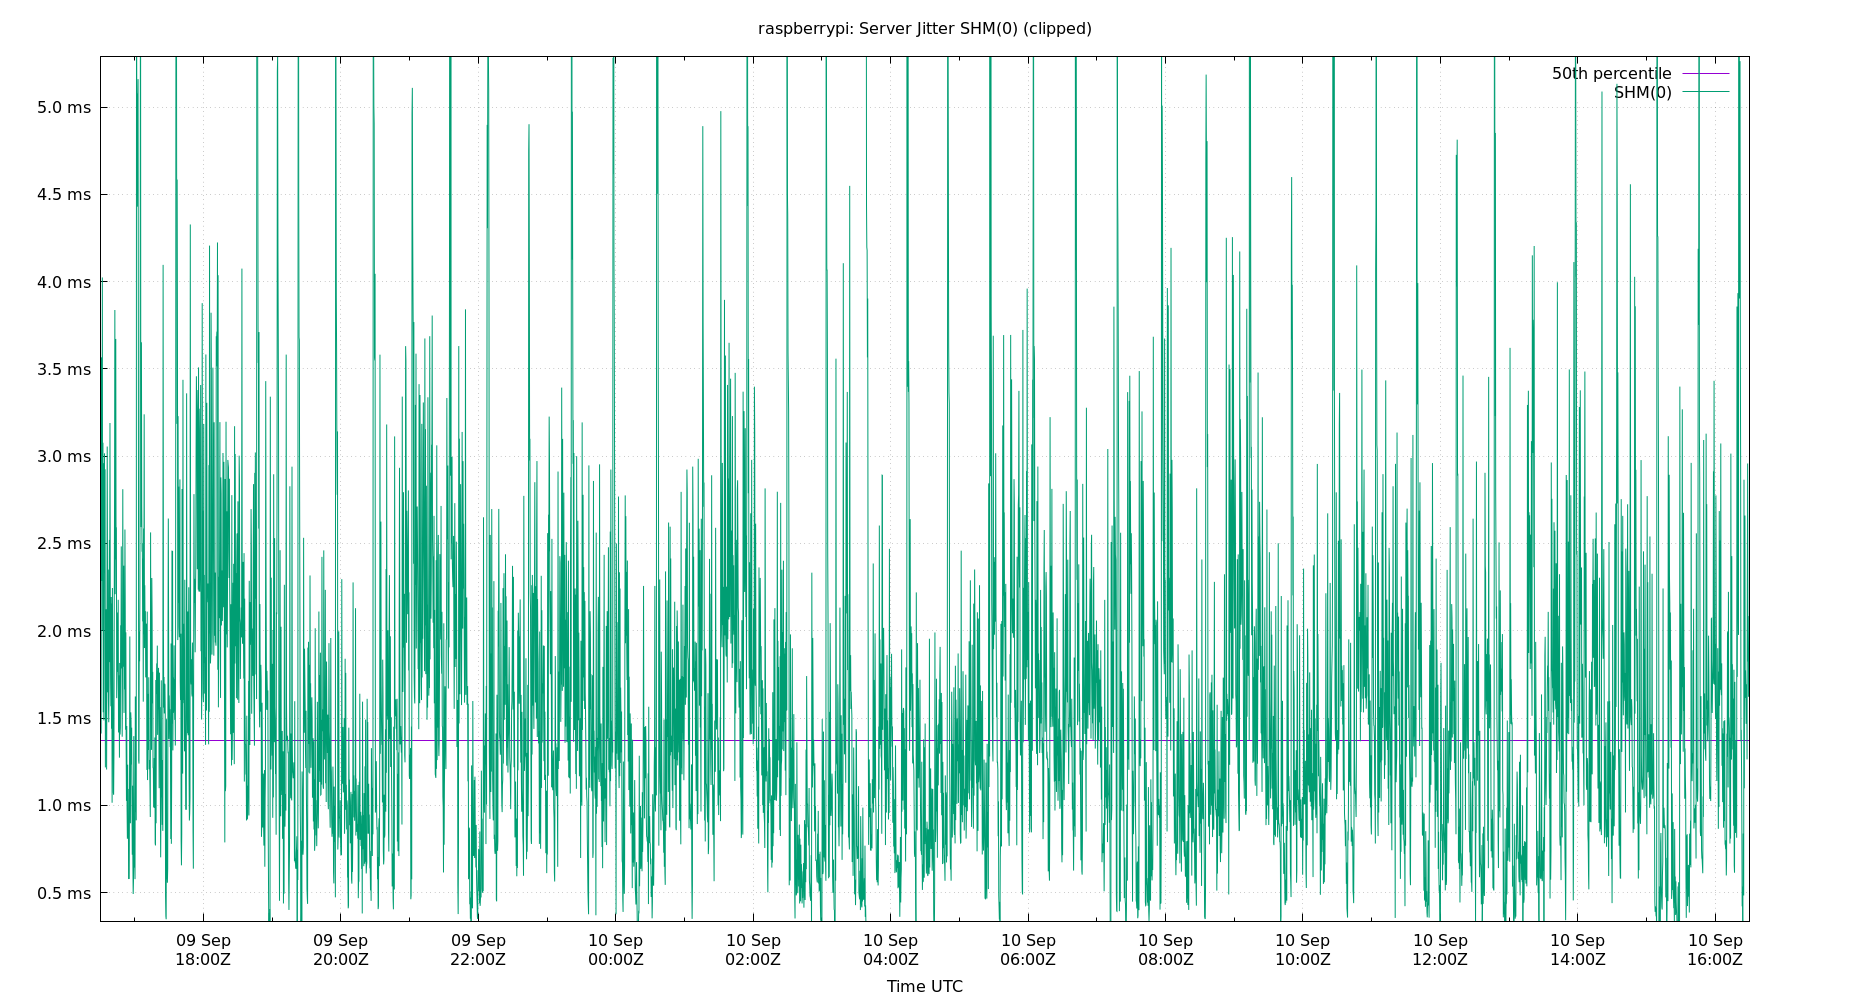 raspberrypi: Server Jitter SHM(0) (clipped)
50th percentile
SHM(0)
5.0 ms
4.5 ms
4.0 ms
3.5 ms
3.0 ms
2.5 ms
2.0 ms
1.5 ms
1.0 ms
0.5 ms
09 Sep 09 Sep 09 Sep 10 Sep 10 Sep 10 Sep 10 Sep 10 Sep 10 Sep 10 Sep 10 Sep 10 Sep
18:00Z 20:00Z 22:00Z 00:00Z 02:00Z 04:00Z 06:00Z 08:00Z 10:00Z 12:00Z 14:00Z 16:00Z
Time UTC